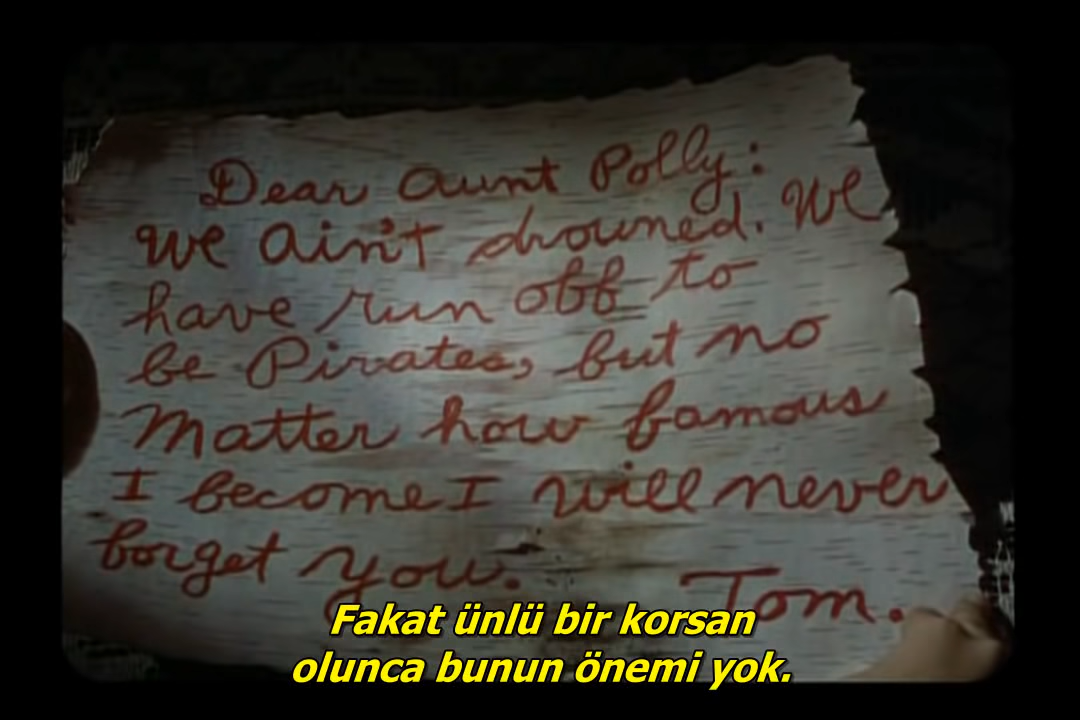 Dear Aunt Polly:
We ain't drowned. We
have run off to
be Pirates, but no
Matter how famous
I become I will never
forget you.
Tom.
Fakat ünlü bir korsan
olunca bunun önemi yok.